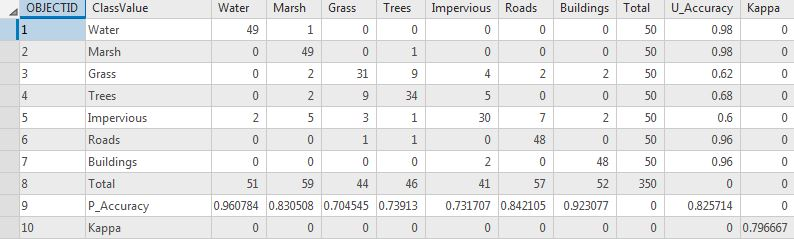 OBJECTID ClassValue Water Marsh Grass Trees Impervious Roads Buildings Total U_Accuracy Kappa
1 Water 49 1 0 0 0 0 0 50 0.98 0
2 Marsh 0 49 0 1 0 0 0 50 0.98 0
3 Grass 0 2 31 9 4 2 2 50 0.62 0
4 Trees 0 2 9 34 5 0 0 50 0.68 0
5 Impervious 2 5 3 1 30 7 2 50 0.6 0
6 Roads 0 0 1 1 0 48 0 50 0.96 0
7 Buildings 0 0 0 0 2 0 48 50 0.96 0
8 Total 51 59 44 46 41 57 52 350 0 0
9 P_Accuracy 0.960784 0.830508 0.704545 0.73913 0.731707 0.842105 0.923077 0 0.825714 0
10 Kappa 0 0 0 0 0 0 0 0 0 0.796667